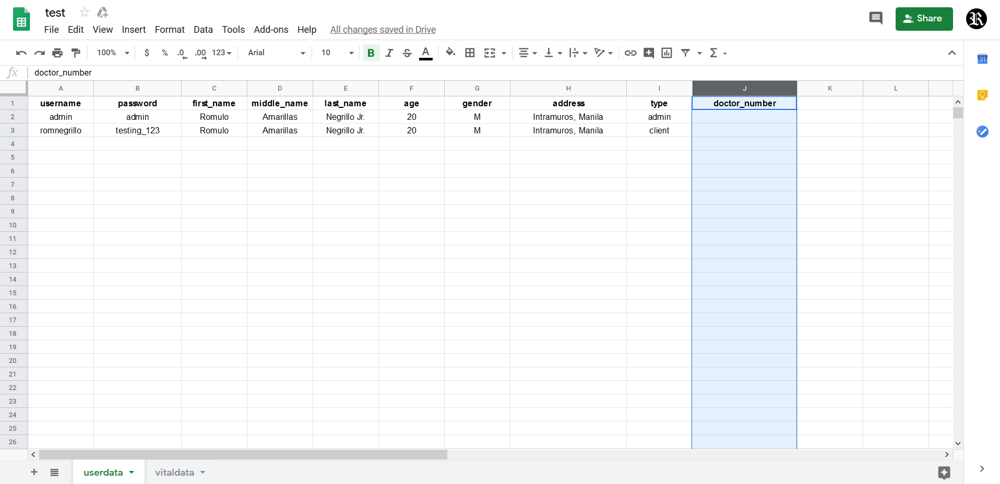 test
File Edit View Insert Format Data Tools Add-ons Help All changes saved in Drive
Share
R
100% $ % .0 .00 123 Arial 10 B I S A Σ
31
fx doctor_number
A B C D E F G H I J K L
1 username password first_name middle_name last_name age gender address type doctor_number
2 admin admin Romulo Amarillas Negrillo Jr. 20 M Intramuros, Manila admin
3 romnegrillo testing_123 Romulo Amarillas Negrillo Jr. 20 M Intramuros, Manila client
4
5
6
7
8
9
10
11
12
13
14
15
16
17
18
19
20
21
22
23
24
25
26
userdata vitaldata